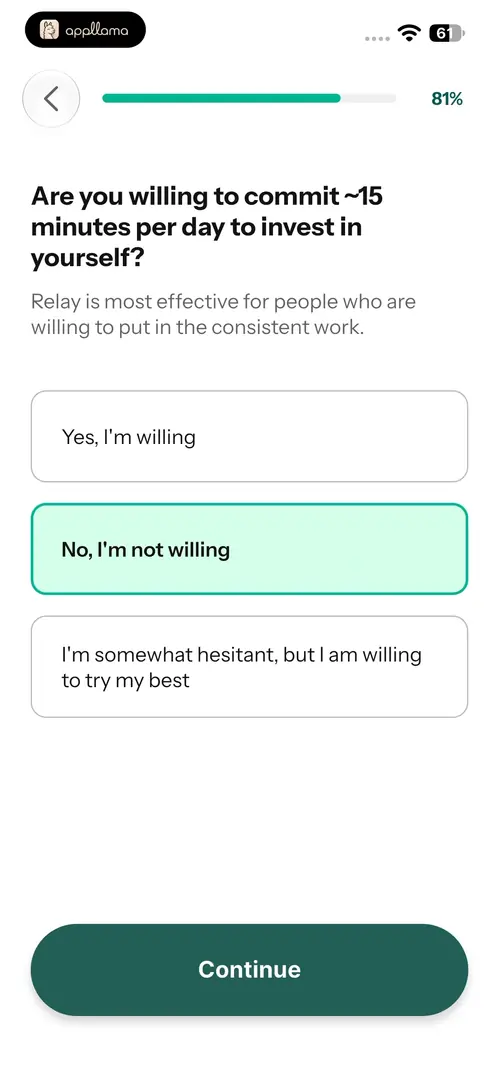 appllama
61
81%
Are you willing to commit ~15
minutes per day to invest in
yourself?
Relay is most effective for people who are
willing to put in the consistent work.
Yes, I'm willing
No, I'm not willing
I'm somewhat hesitant, but I am willing
to try my best
Continue